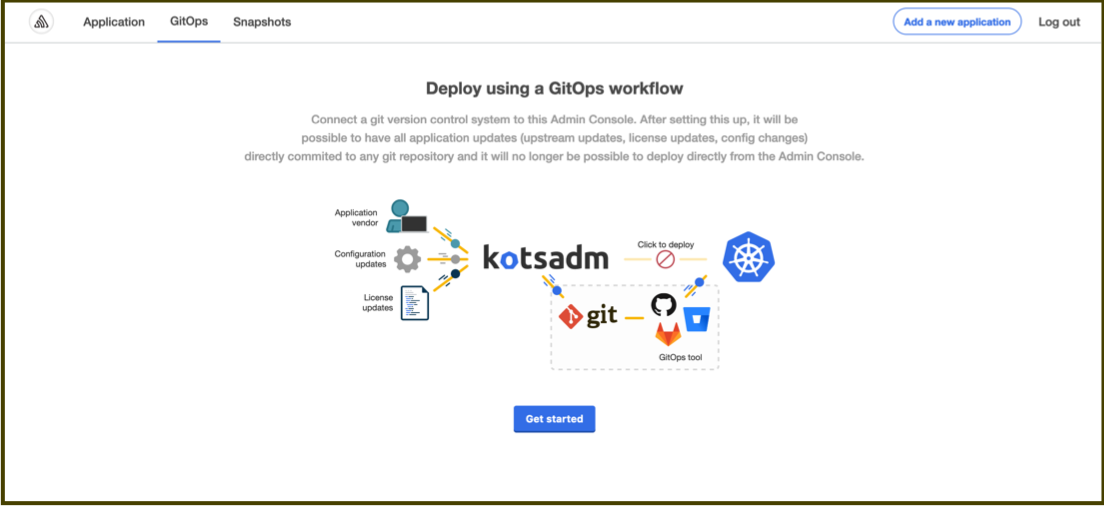 Application GitOps Snapshots Add a new application Log out
Deploy using a GitOps workflow
Connect a git version control system to this Admin Console. After setting this up, it will be
possible to have all application updates (upstream updates, license updates, config changes)
directly commited to any git repository and it will no longer be possible to deploy directly from the Admin Console.
Application
vendor
Configuration
updates
License
updates
kotsadm
Click to deploy
git
GitOps tool
Get started